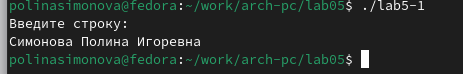 polinasimonova@fedora:~/work/arch-pc/lab05$ ./lab5-1
Введите строку:
Симонова Полина Игоревна
polinasimonova@fedora:~/work/arch-pc/lab05$